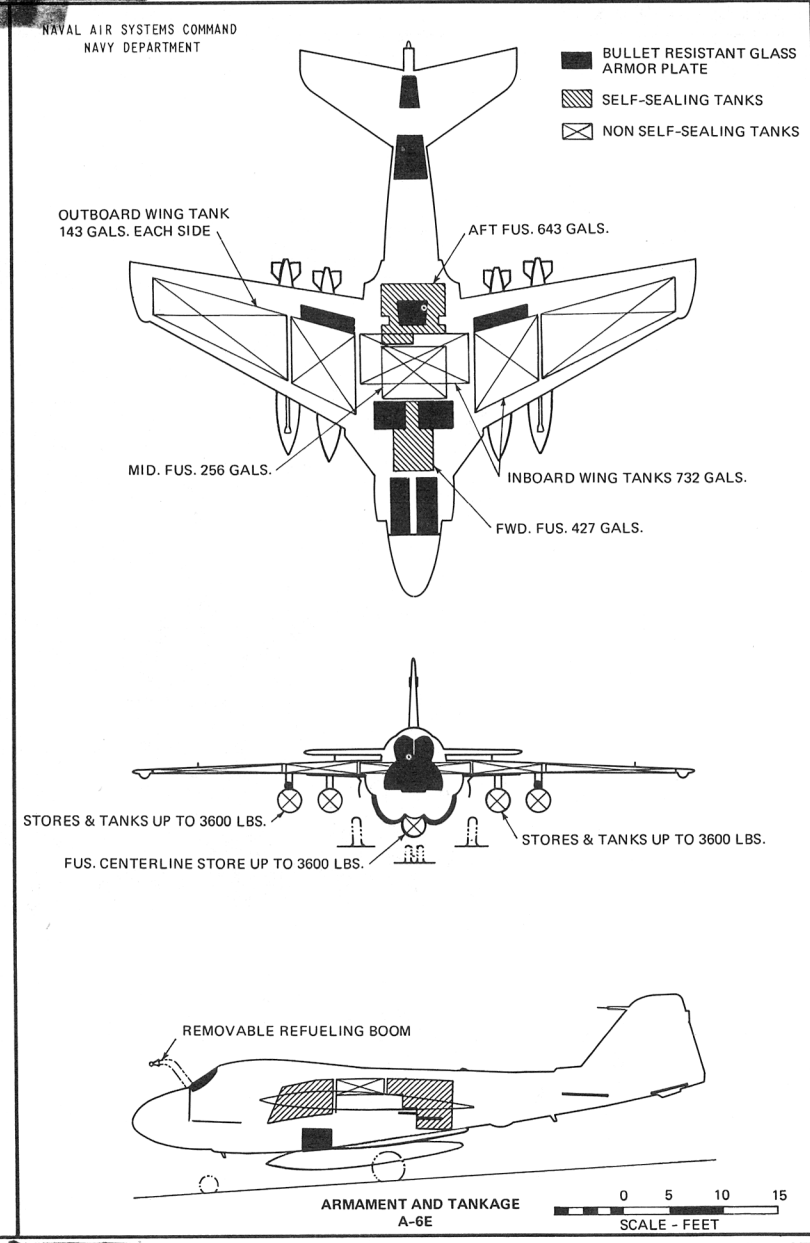 NAVAL AIR SYSTEMS COMMAND
NAVY DEPARTMENT
BULLET RESISTANT GLASS
ARMOR PLATE
SELF-SEALING TANKS
NON SELF-SEALING TANKS
OUTBOARD WING TANK
143 GALS. EACH SIDE
AFT FUS. 643 GALS.
MID. FUS. 256 GALS.
INBOARD WING TANKS 732 GALS.
FWD. FUS. 427 GALS.
STORES & TANKS UP TO 3600 LBS.
STORES & TANKS UP TO 3600 LBS.
FUS. CENTERLINE STORE UP TO 3600 LBS.
REMOVABLE REFUELING BOOM
ARMAMENT AND TANKAGE
A-6E
0 5 10 15
SCALE - FEET